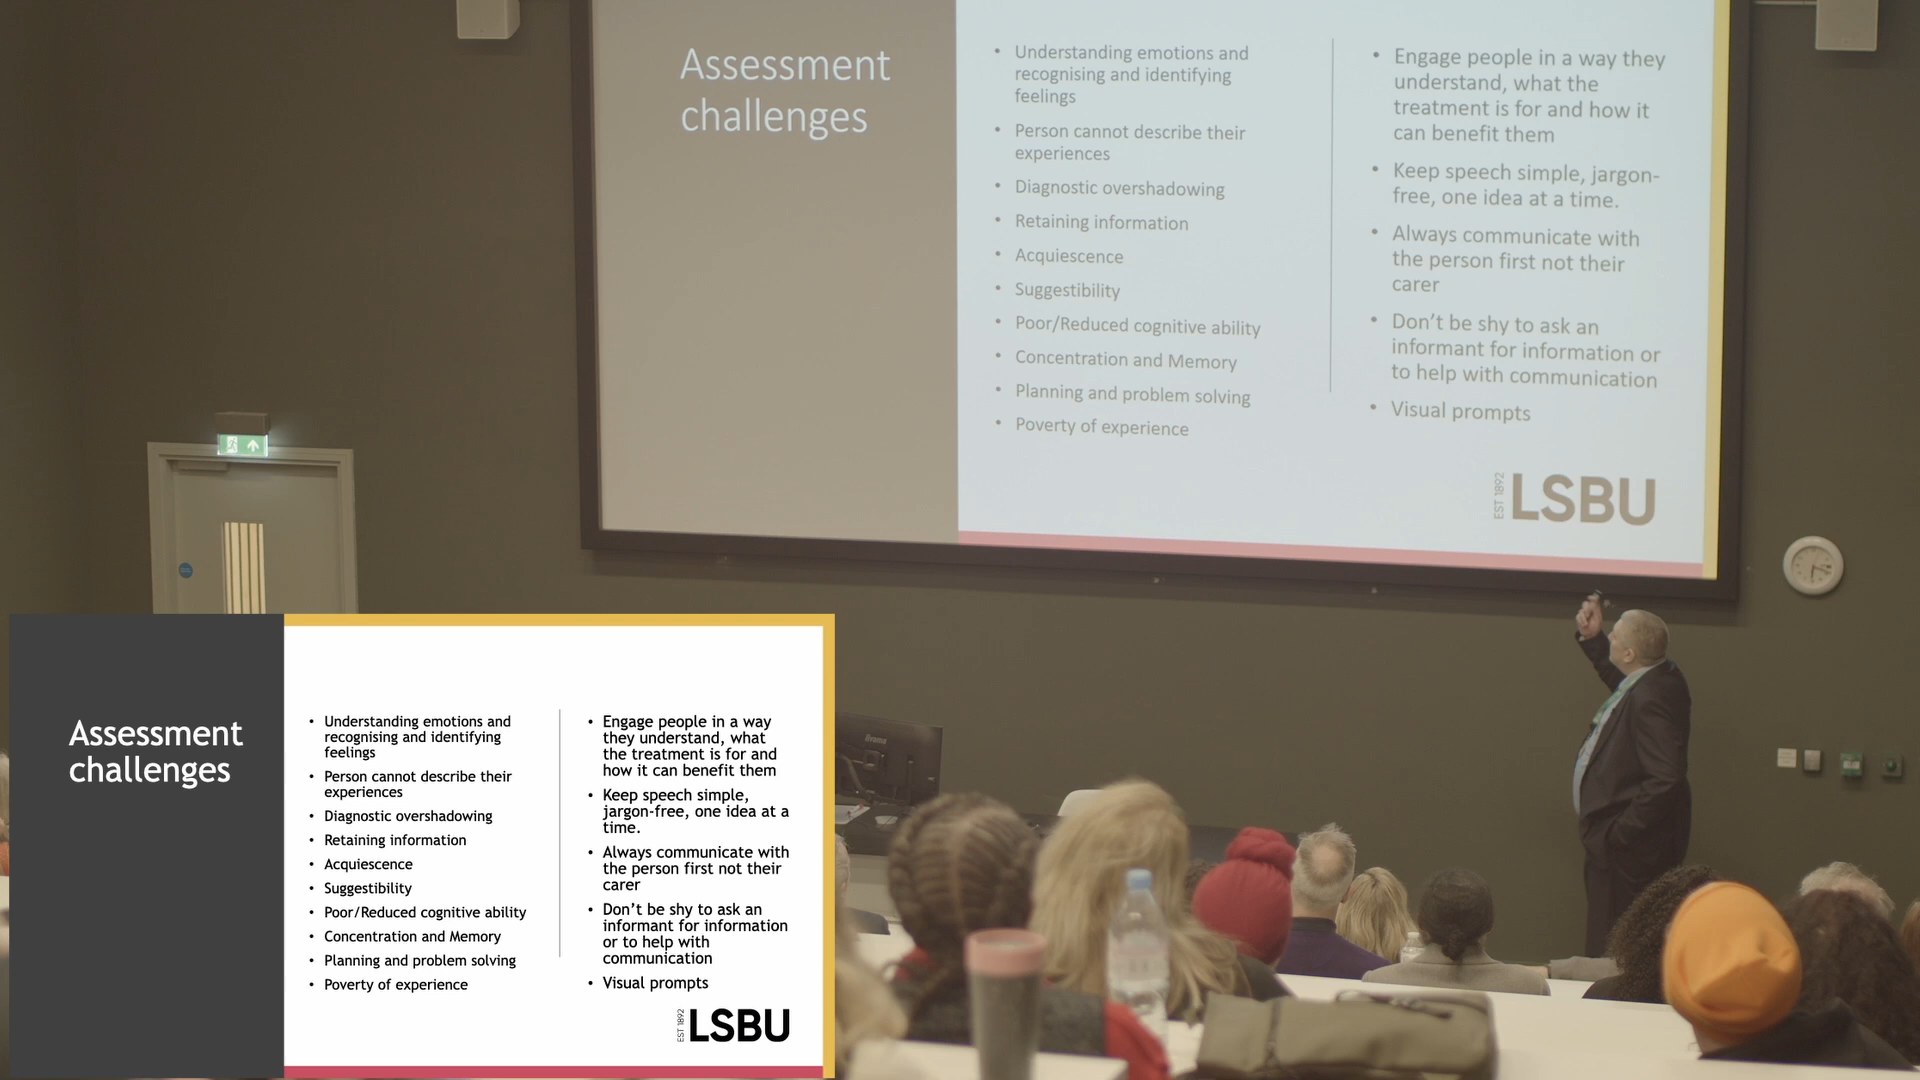 Assessment
challenges
• Understanding emotions and
recognising and identifying
feelings
• Person cannot describe their
experiences
• Diagnostic overshadowing
• Retaining information
• Acquiescence
• Suggestibility
• Poor/Reduced cognitive ability
• Concentration and Memory
• Planning and problem solving
• Poverty of experience
• Engage people in a way they
understand, what the
treatment is for and how it
can benefit them
• Keep speech simple, jargon-
free, one idea at a time.
• Always communicate with
the person first not their
carer
• Don’t be shy to ask an
informant for information or
to help with communication
• Visual prompts
EST 1892
LSBU
Assessment
challenges
• Understanding emotions and
recognising and identifying
feelings
• Person cannot describe their
experiences
• Diagnostic overshadowing
• Retaining information
• Acquiescence
• Suggestibility
• Poor/Reduced cognitive ability
• Concentration and Memory
• Planning and problem solving
• Poverty of experience
• Engage people in a way
they understand, what
the treatment is for and
how it can benefit them
• Keep speech simple,
jargon-free, one idea at a
time.
• Always communicate with
the person first not their
carer
• Don’t be shy to ask an
informant for information
or to help with
communication
• Visual prompts
EST 1892
LSBU